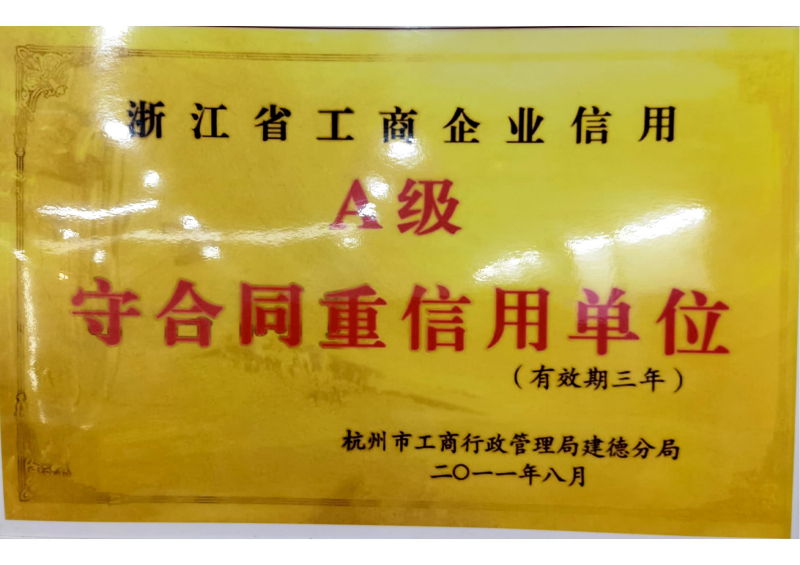 浙江省工商企业信用
A级
守合同重信用单位
（有效期三年）
杭州市工商行政管理局建德分局
二〇一一年八月